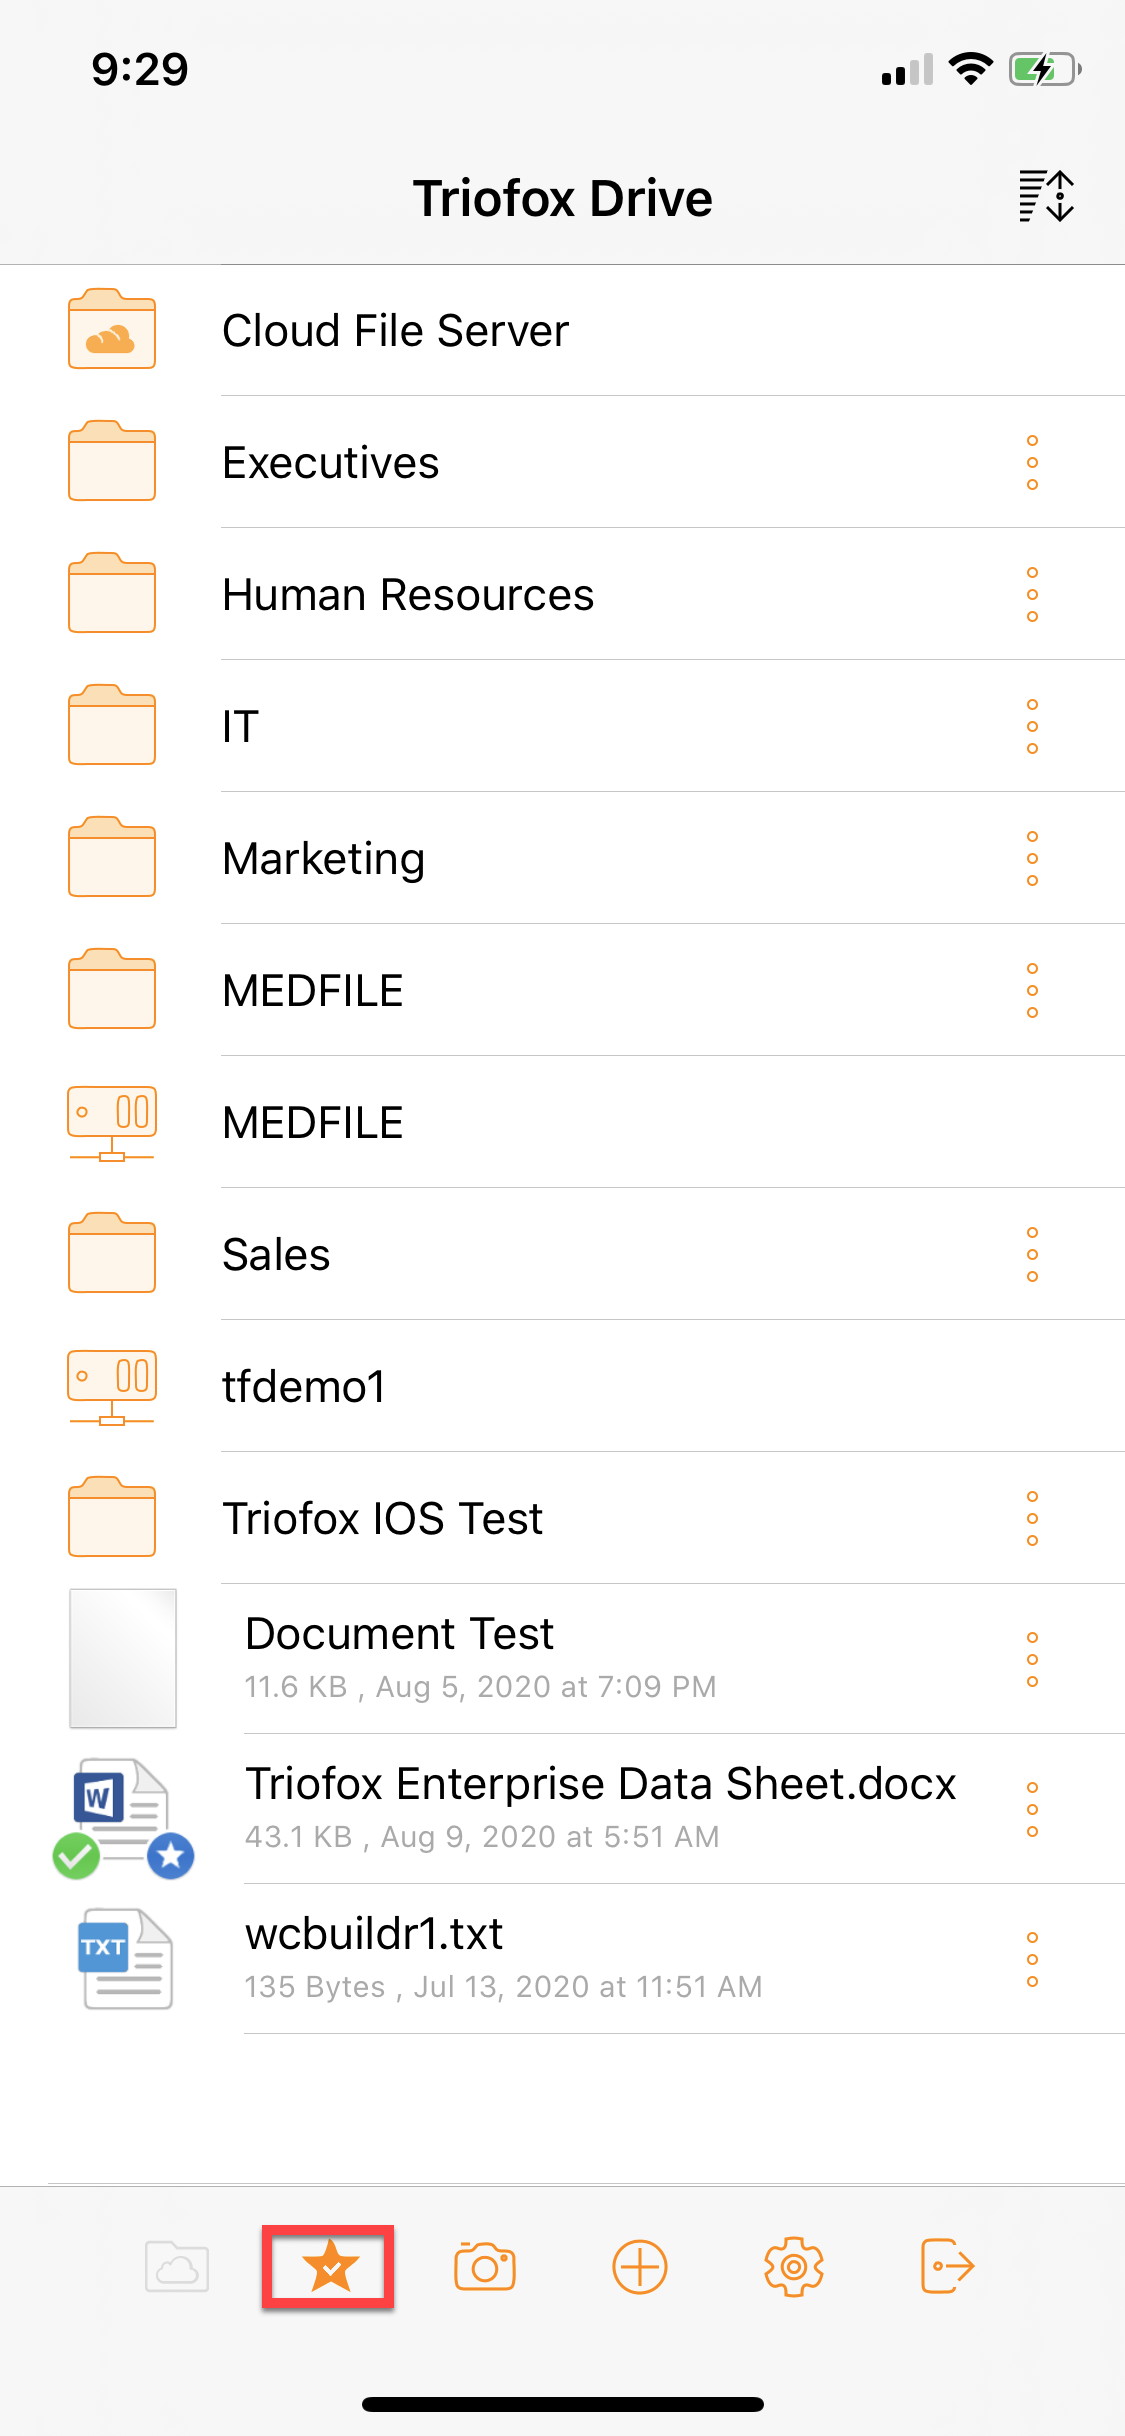 9:29
Triofox Drive
Cloud File Server
Executives
Human Resources
IT
Marketing
MEDFILE
MEDFILE
Sales
tfdemo1
Triofox IOS Test
Document Test
11.6 KB , Aug 5, 2020 at 7:09 PM
W
Triofox Enterprise Data Sheet.docx
43.1 KB , Aug 9, 2020 at 5:51 AM
TXT
wcbuildr1.txt
135 Bytes , Jul 13, 2020 at 11:51 AM